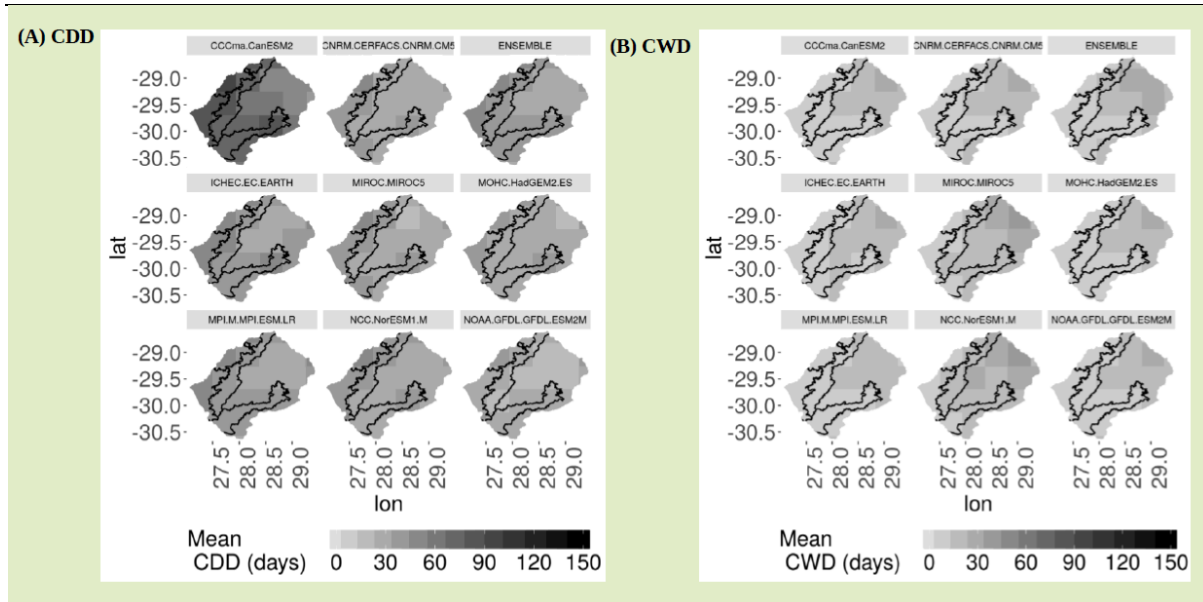 (A) CDD
CCCma.CanESM2
CNRM.CERFACS.CNRM.CM5
ENSEMBLE
-29.0
-29.5
-30.0
-30.5
ICHEC.EC.EARTH
MIROC.MIROC5
MOHC.HadGEM2.ES
-29.0
-29.5
-30.0
-30.5
lat
MPI.M.MPI.ESM.LR
NCC.NorESM1.M
NOAA.GFDL.GFDL.ESM2M
-29.0
-29.5
-30.0
-30.5
27.5 28.0 28.5 29.0
27.5 28.0 28.5 29.0
27.5 28.0 28.5 29.0
lon
Mean
CDD (days)
0 30 60 90 120 150
(B) CWD
CCCma.CanESM2
CNRM.CERFACS.CNRM.CM5
ENSEMBLE
-29.0
-29.5
-30.0
-30.5
ICHEC.EC.EARTH
MIROC.MIROC5
MOHC.HadGEM2.ES
-29.0
-29.5
-30.0
-30.5
lat
MPI.M.MPI.ESM.LR
NCC.NorESM1.M
NOAA.GFDL.GFDL.ESM2M
-29.0
-29.5
-30.0
-30.5
27.5 28.0 28.5 29.0
27.5 28.0 28.5 29.0
27.5 28.0 28.5 29.0
lon
Mean
CWD (days)
0 30 60 90 120 150